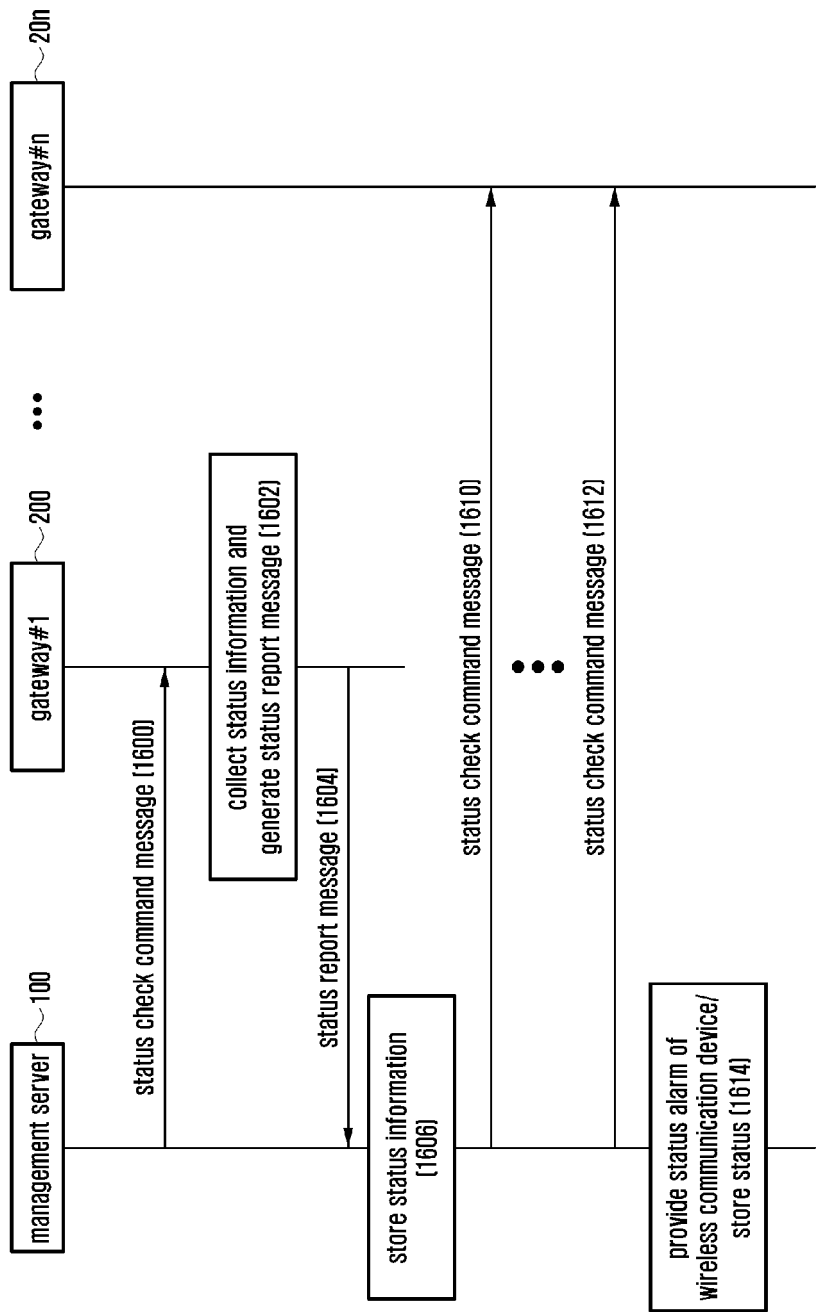 management server
100
gateway#1
200
gateway#n
20n
status check command message (1600)
collect status information and
generate status report message (1602)
status report message (1604)
store status information
(1606)
status check command message (1610)
status check command message (1612)
provide status alarm of
wireless communication device/
store status (1614)